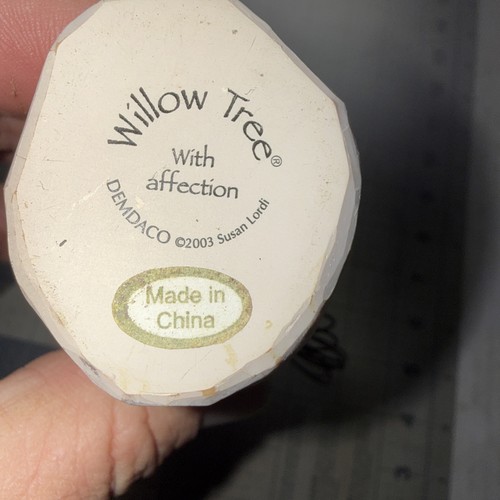 Willow Tree®
With
affection
DEMDACO ©2003 Susan Lordi
Made in
China